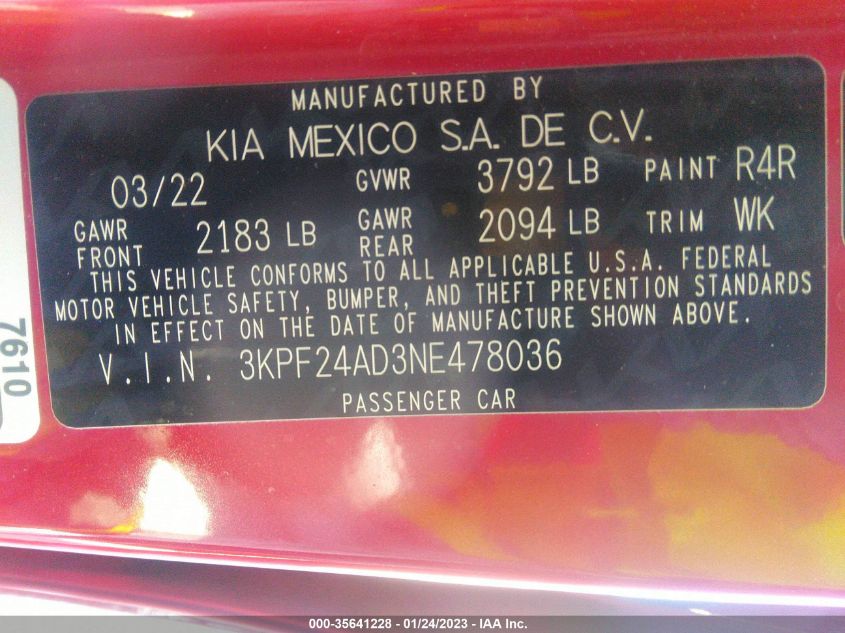 MANUFACTURED BY
KIA MEXICO S.A. DE C.V.
03/22 GVWR 3792 LB PAINT R4R
GAWR FRONT 2183 LB GAWR REAR 2094 LB TRIM WK
THIS VEHICLE CONFORMS TO ALL APPLICABLE U.S.A. FEDERAL
MOTOR VEHICLE SAFETY, BUMPER, AND THEFT PREVENTION STANDARDS
IN EFFECT ON THE DATE OF MANUFACTURE SHOWN ABOVE.
V.I.N. 3KPF24AD3NE478036
PASSENGER CAR
7610
000-35641228 - 01/24/2023 - IAA Inc.